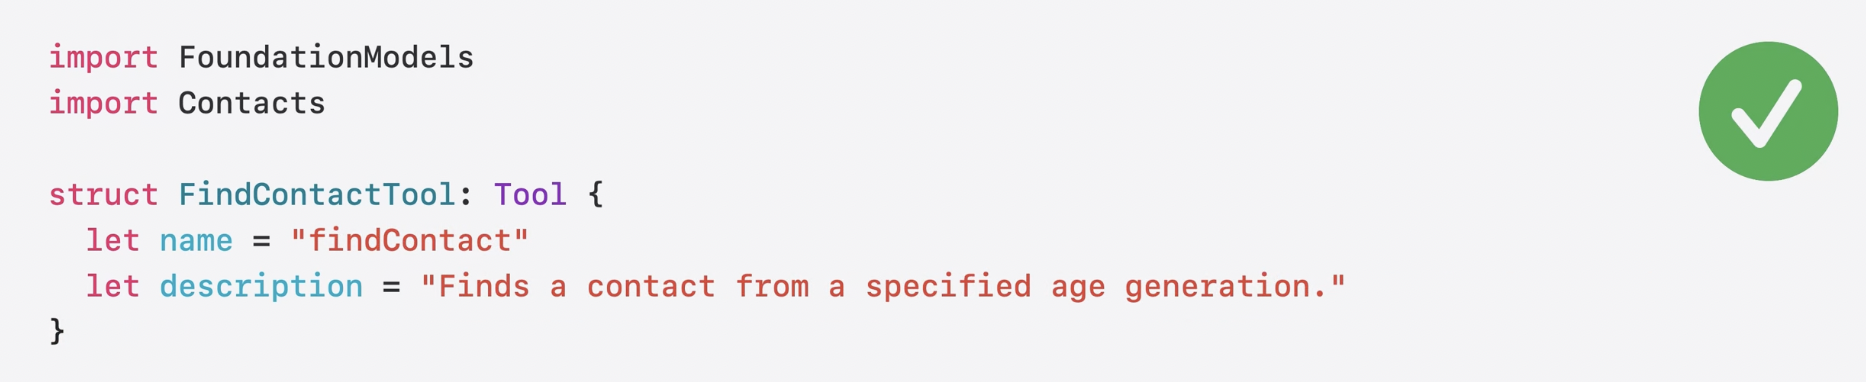 import FoundationModels
import Contacts
struct FindContactTool: Tool {
  let name = "findContact"
  let description = "Finds a contact from a specified age generation."
}